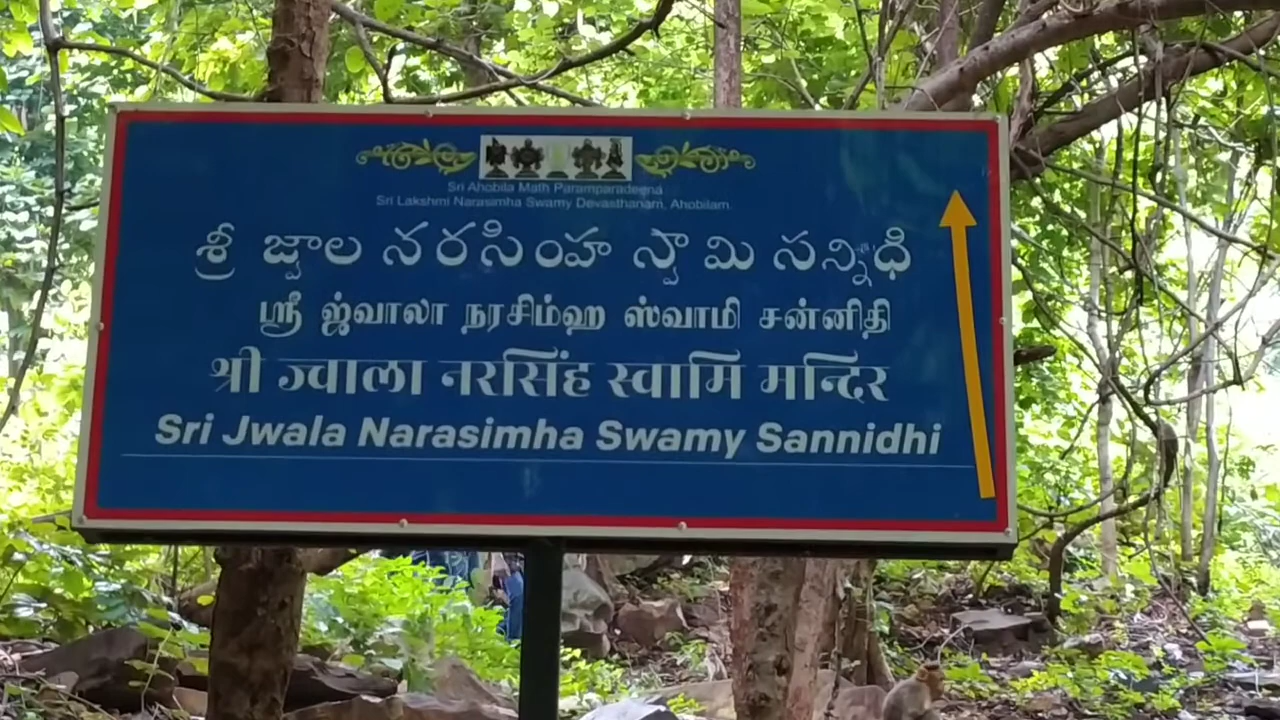 Sri Ahobila Math Paramparadeena
Sri Lakshmi Narasimha Swamy Devasthanam, Ahobilam.
శ్రీ జ్వాల నరసింహ స్వామి సన్నిధి
ஸ்ரீ ஜ்வாலா நரசிம்ஹ ஸ்வாமி சன்னிதி
श्री ज्वाला नरसिंह स्वामि मन्दिर
Sri Jwala Narasimha Swamy Sannidhi